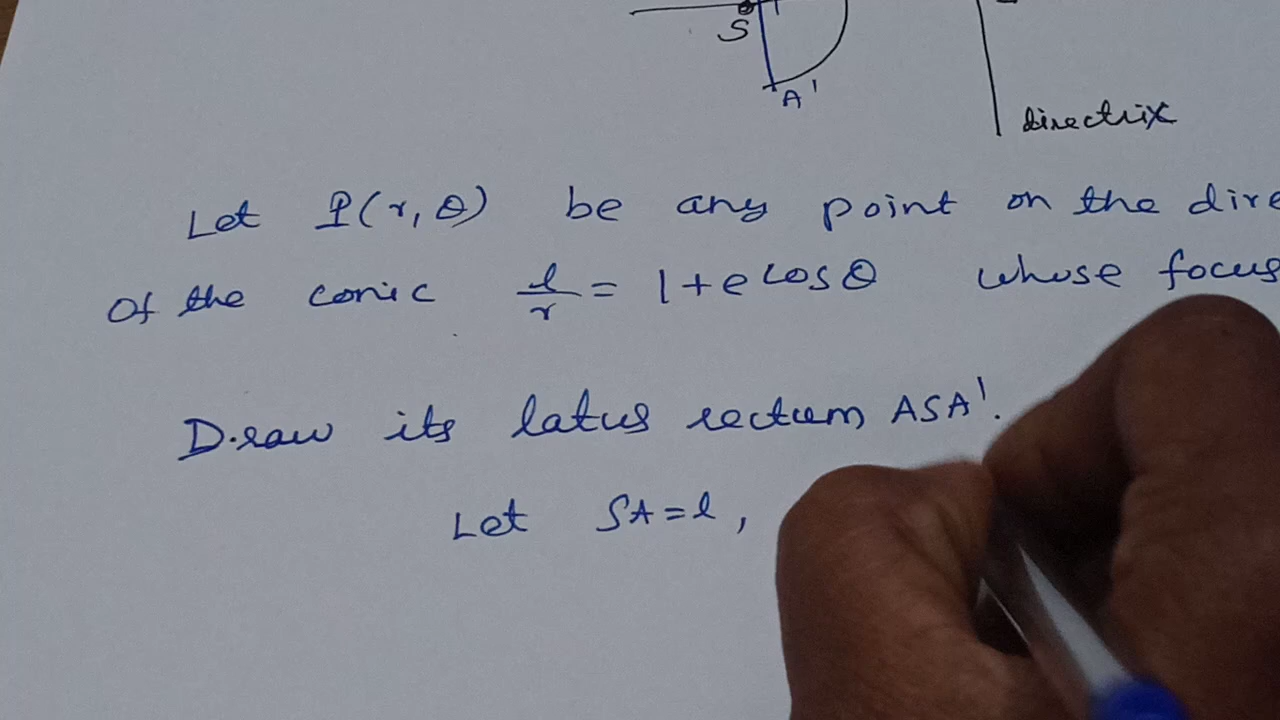 S
A'
directrix
Let P(r, θ) be any point on the dire
of the conic l/r = 1+e cos θ whose focus
Draw its latus rectum ASA'.
Let SA = l,